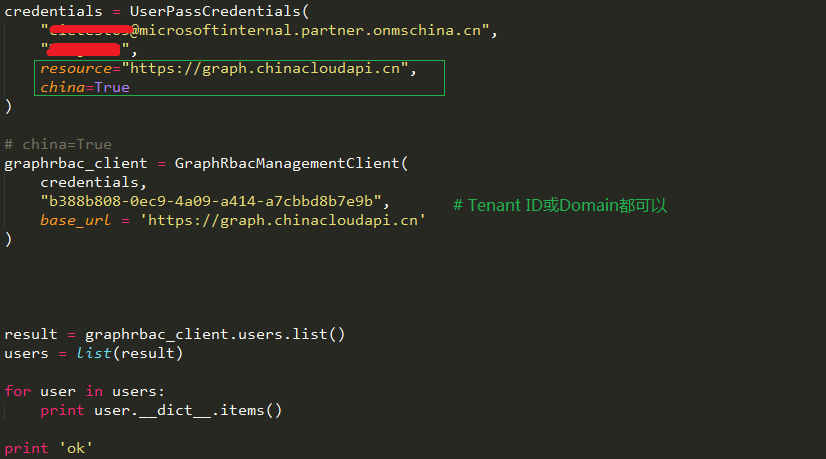 credentials = UserPassCredentials(
"@microsoftinternal.partner.onmschina.cn",
"",
resource="https://graph.chinacloudapi.cn",
china=True
)
# china=True
graphrbac_client = GraphRbacManagementClient(
credentials,
"b388b808-0ec9-4a09-a414-a7cbbd8b7e9b", # Tenant ID或Domain都可以
base_url = 'https://graph.chinacloudapi.cn'
)
result = graphrbac_client.users.list()
users = list(result)
for user in users:
print user.__dict__.items()
print 'ok'